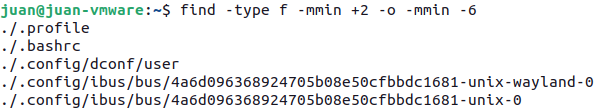 juan@juan-vmware:~$ find -type f -mmin +2 -o -mmin -6
./.profile
./.bashrc
./.config/dconf/user
./.config/ibus/bus/4a6d096368924705b08e50cfbbdc1681-unix-wayland-0
./.config/ibus/bus/4a6d096368924705b08e50cfbbdc1681-unix-0